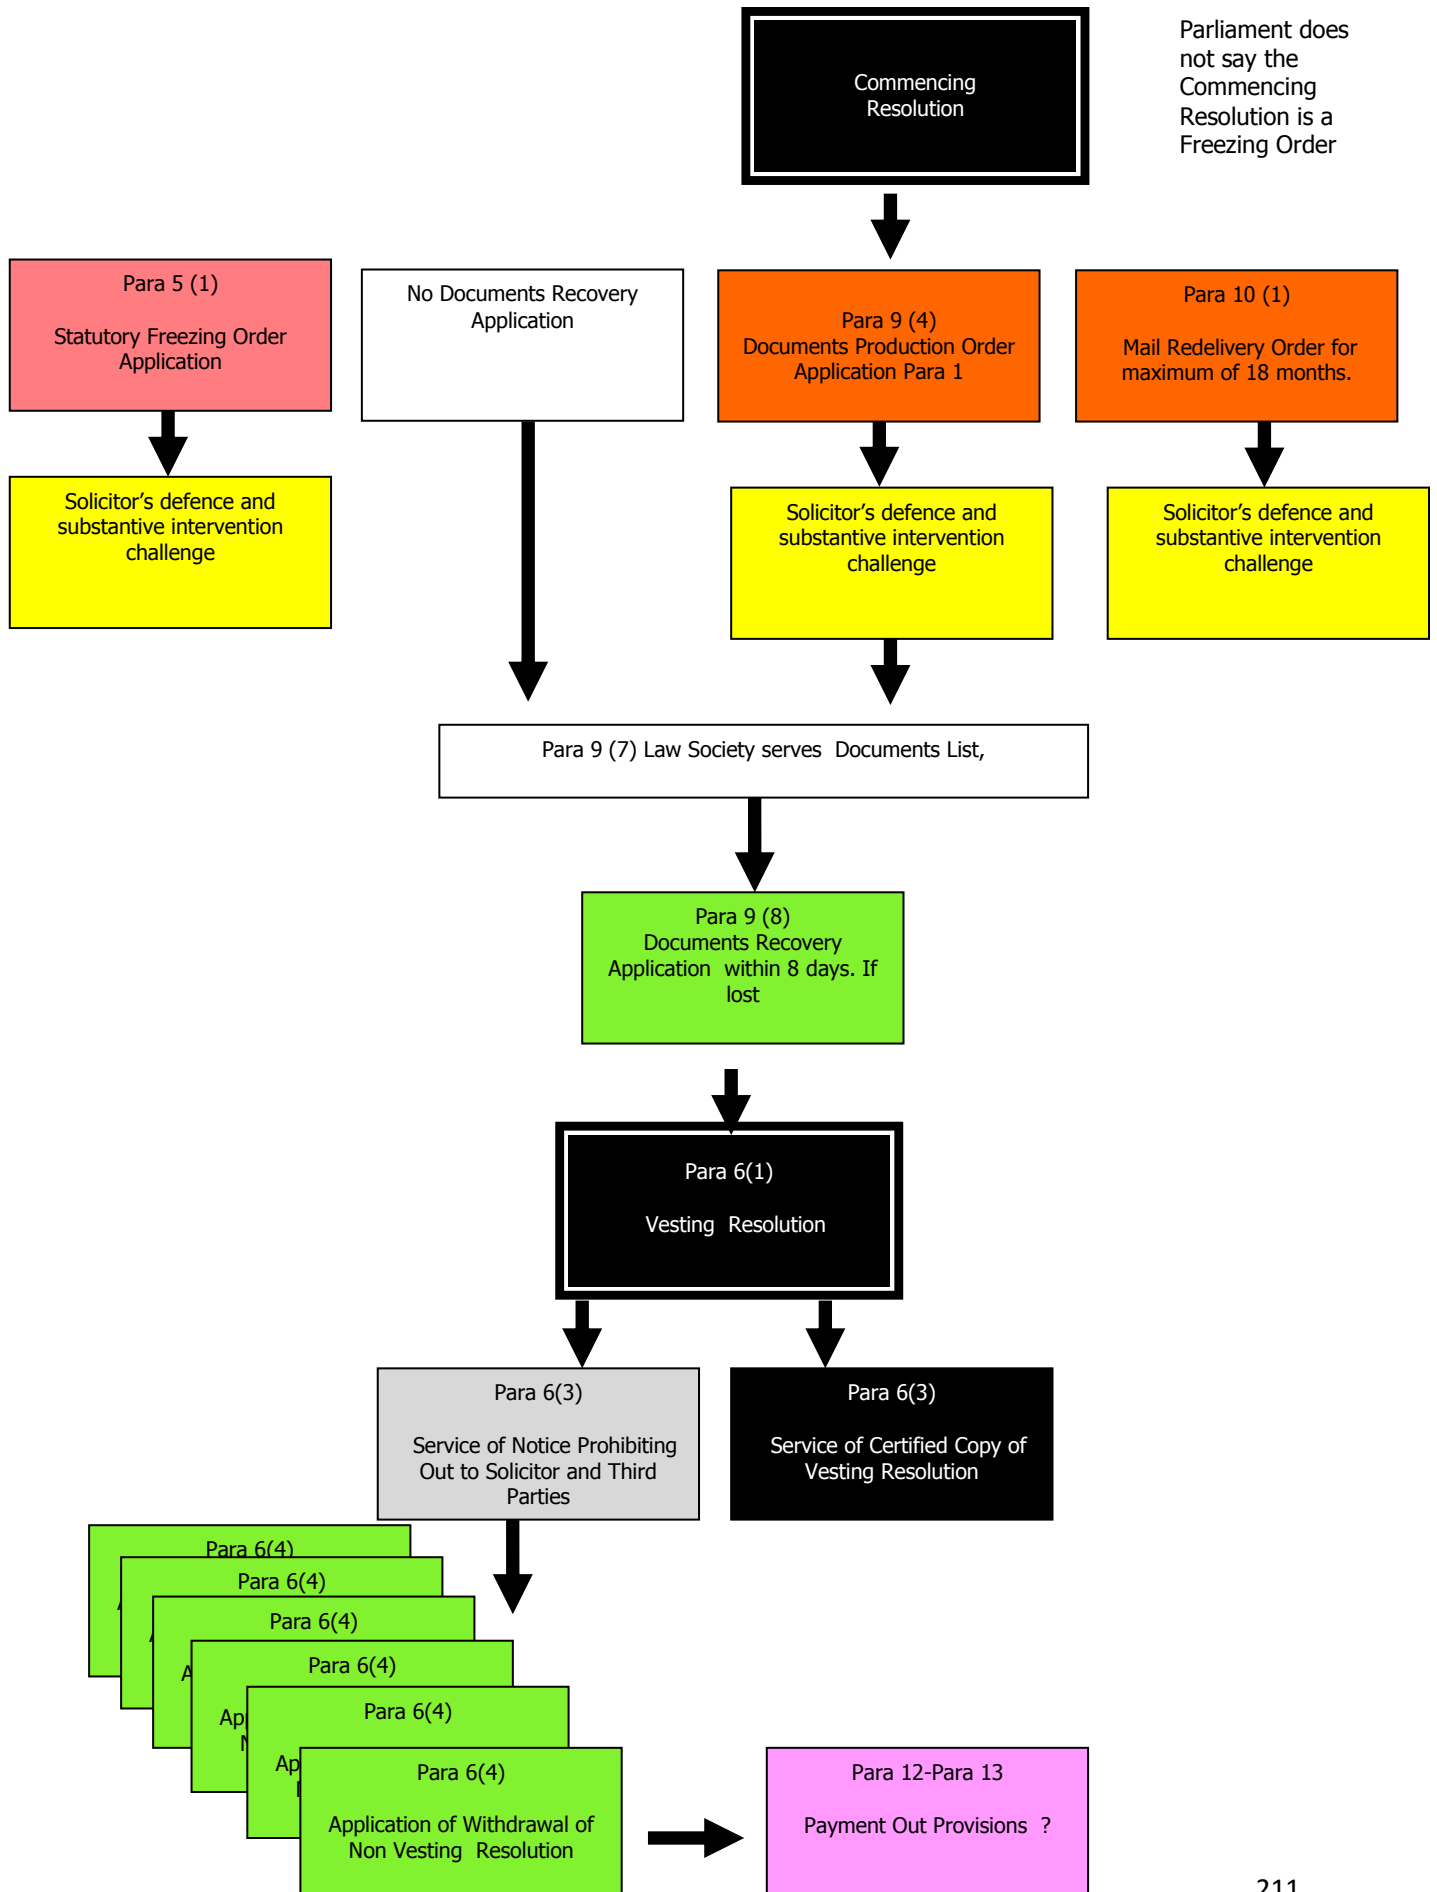 Commencing
Resolution
Parliament does
not say the
Commencing
Resolution is a
Freezing Order
Para 5 (1)
Statutory Freezing Order
Application
No Documents Recovery
Application
Para 9 (4)
Documents Production Order
Application Para 1
Para 10 (1)
Mail Redelivery Order for
maximum of 18 months.
Solicitor’s defence and
substantive intervention
challenge
Solicitor’s defence and
substantive intervention
challenge
Solicitor’s defence and
substantive intervention
challenge
Para 9 (7) Law Society serves  Documents List,
Para 9 (8)
Documents Recovery
Application  within 8 days. If
lost
Para 6(1)
Vesting  Resolution
Para 6(3)
Service of Notice Prohibiting
Out to Solicitor and Third
Parties
Para 6(3)
Service of Certified Copy of
Vesting Resolution
Para 6(4)
Para 6(4)
Para 6(4)
Para 6(4)
Para 6(4)
Para 6(4)
Application of Withdrawal of
Non Vesting  Resolution
Para 12-Para 13
Payment Out Provisions  ?
211